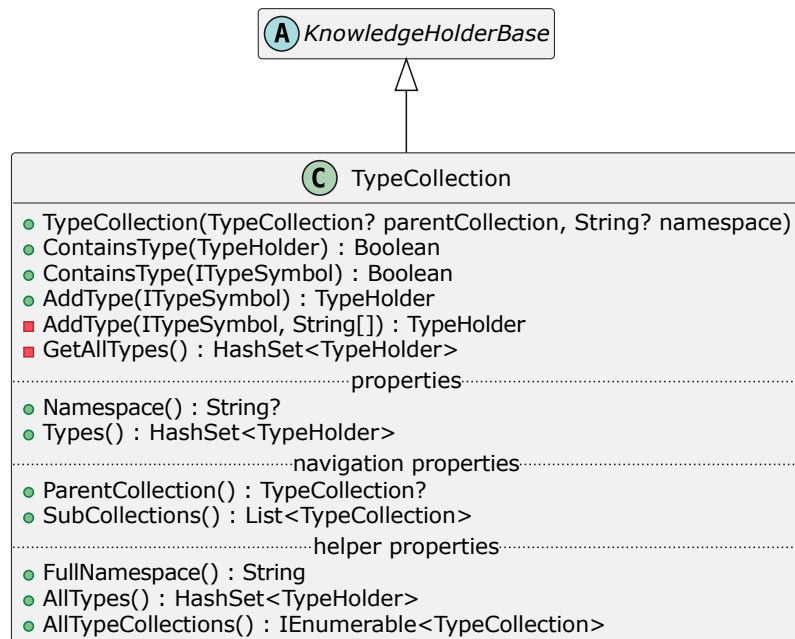 A KnowledgeHolderBase
C TypeCollection
TypeCollection(TypeCollection? parentCollection, String? namespace)
ContainsType(TypeHolder) : Boolean
ContainsType(ITypeSymbol) : Boolean
AddType(ITypeSymbol) : TypeHolder
AddType(ITypeSymbol, String[]) : TypeHolder
GetAllTypes() : HashSet<TypeHolder>
properties
Namespace() : String?
Types() : HashSet<TypeHolder>
navigation properties
ParentCollection() : TypeCollection?
SubCollections() : List<TypeCollection>
helper properties
FullNamespace() : String
AllTypes() : HashSet<TypeHolder>
AllTypeCollections() : IEnumerable<TypeCollection>